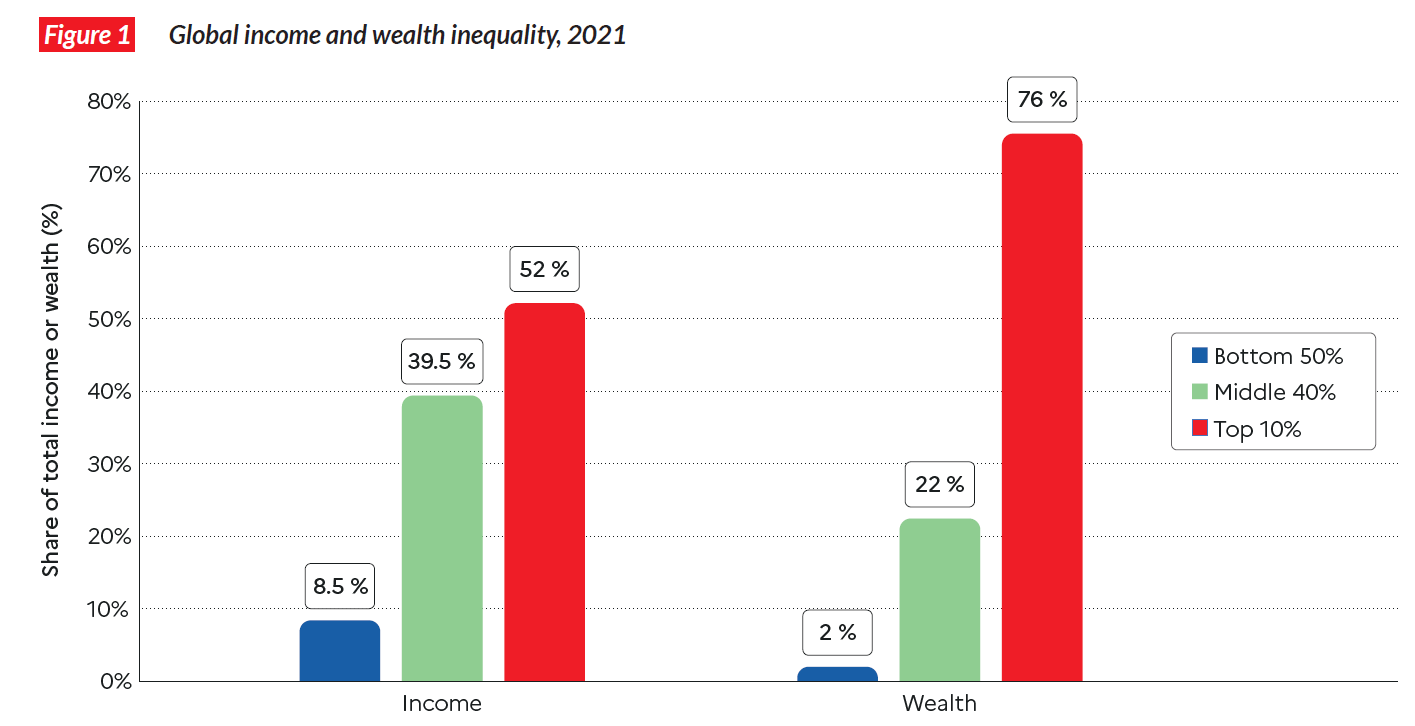 Figure 1 Global income and wealth inequality, 2021
Share of total income or wealth (%)
80%
70%
60%
50%
40%
30%
20%
10%
0%
8.5 %
39.5 %
52 %
2 %
22 %
76 %
Income
Wealth
Bottom 50%
Middle 40%
Top 10%